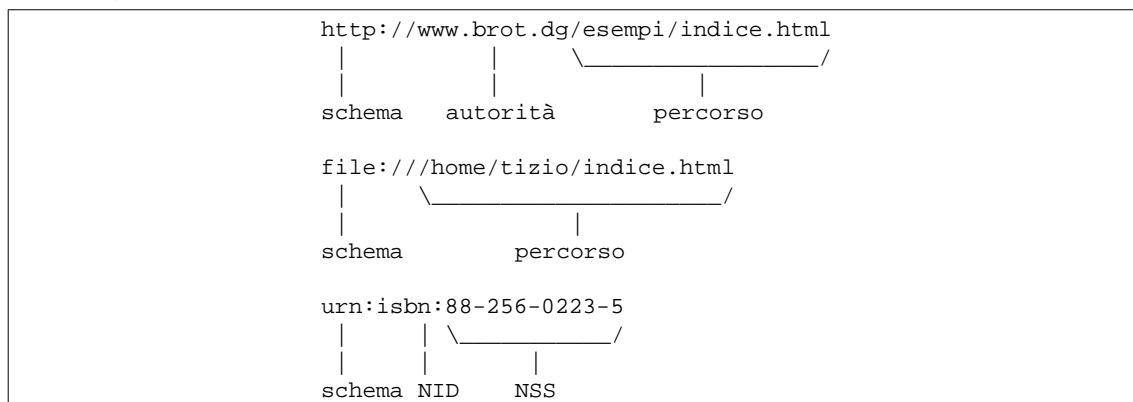 http://www.brot.dg/esempi/indice.html
schema autorità percorso
file:///home/tizio/indice.html
schema percorso
urn:isbn:88-256-0223-5
schema NID NSS